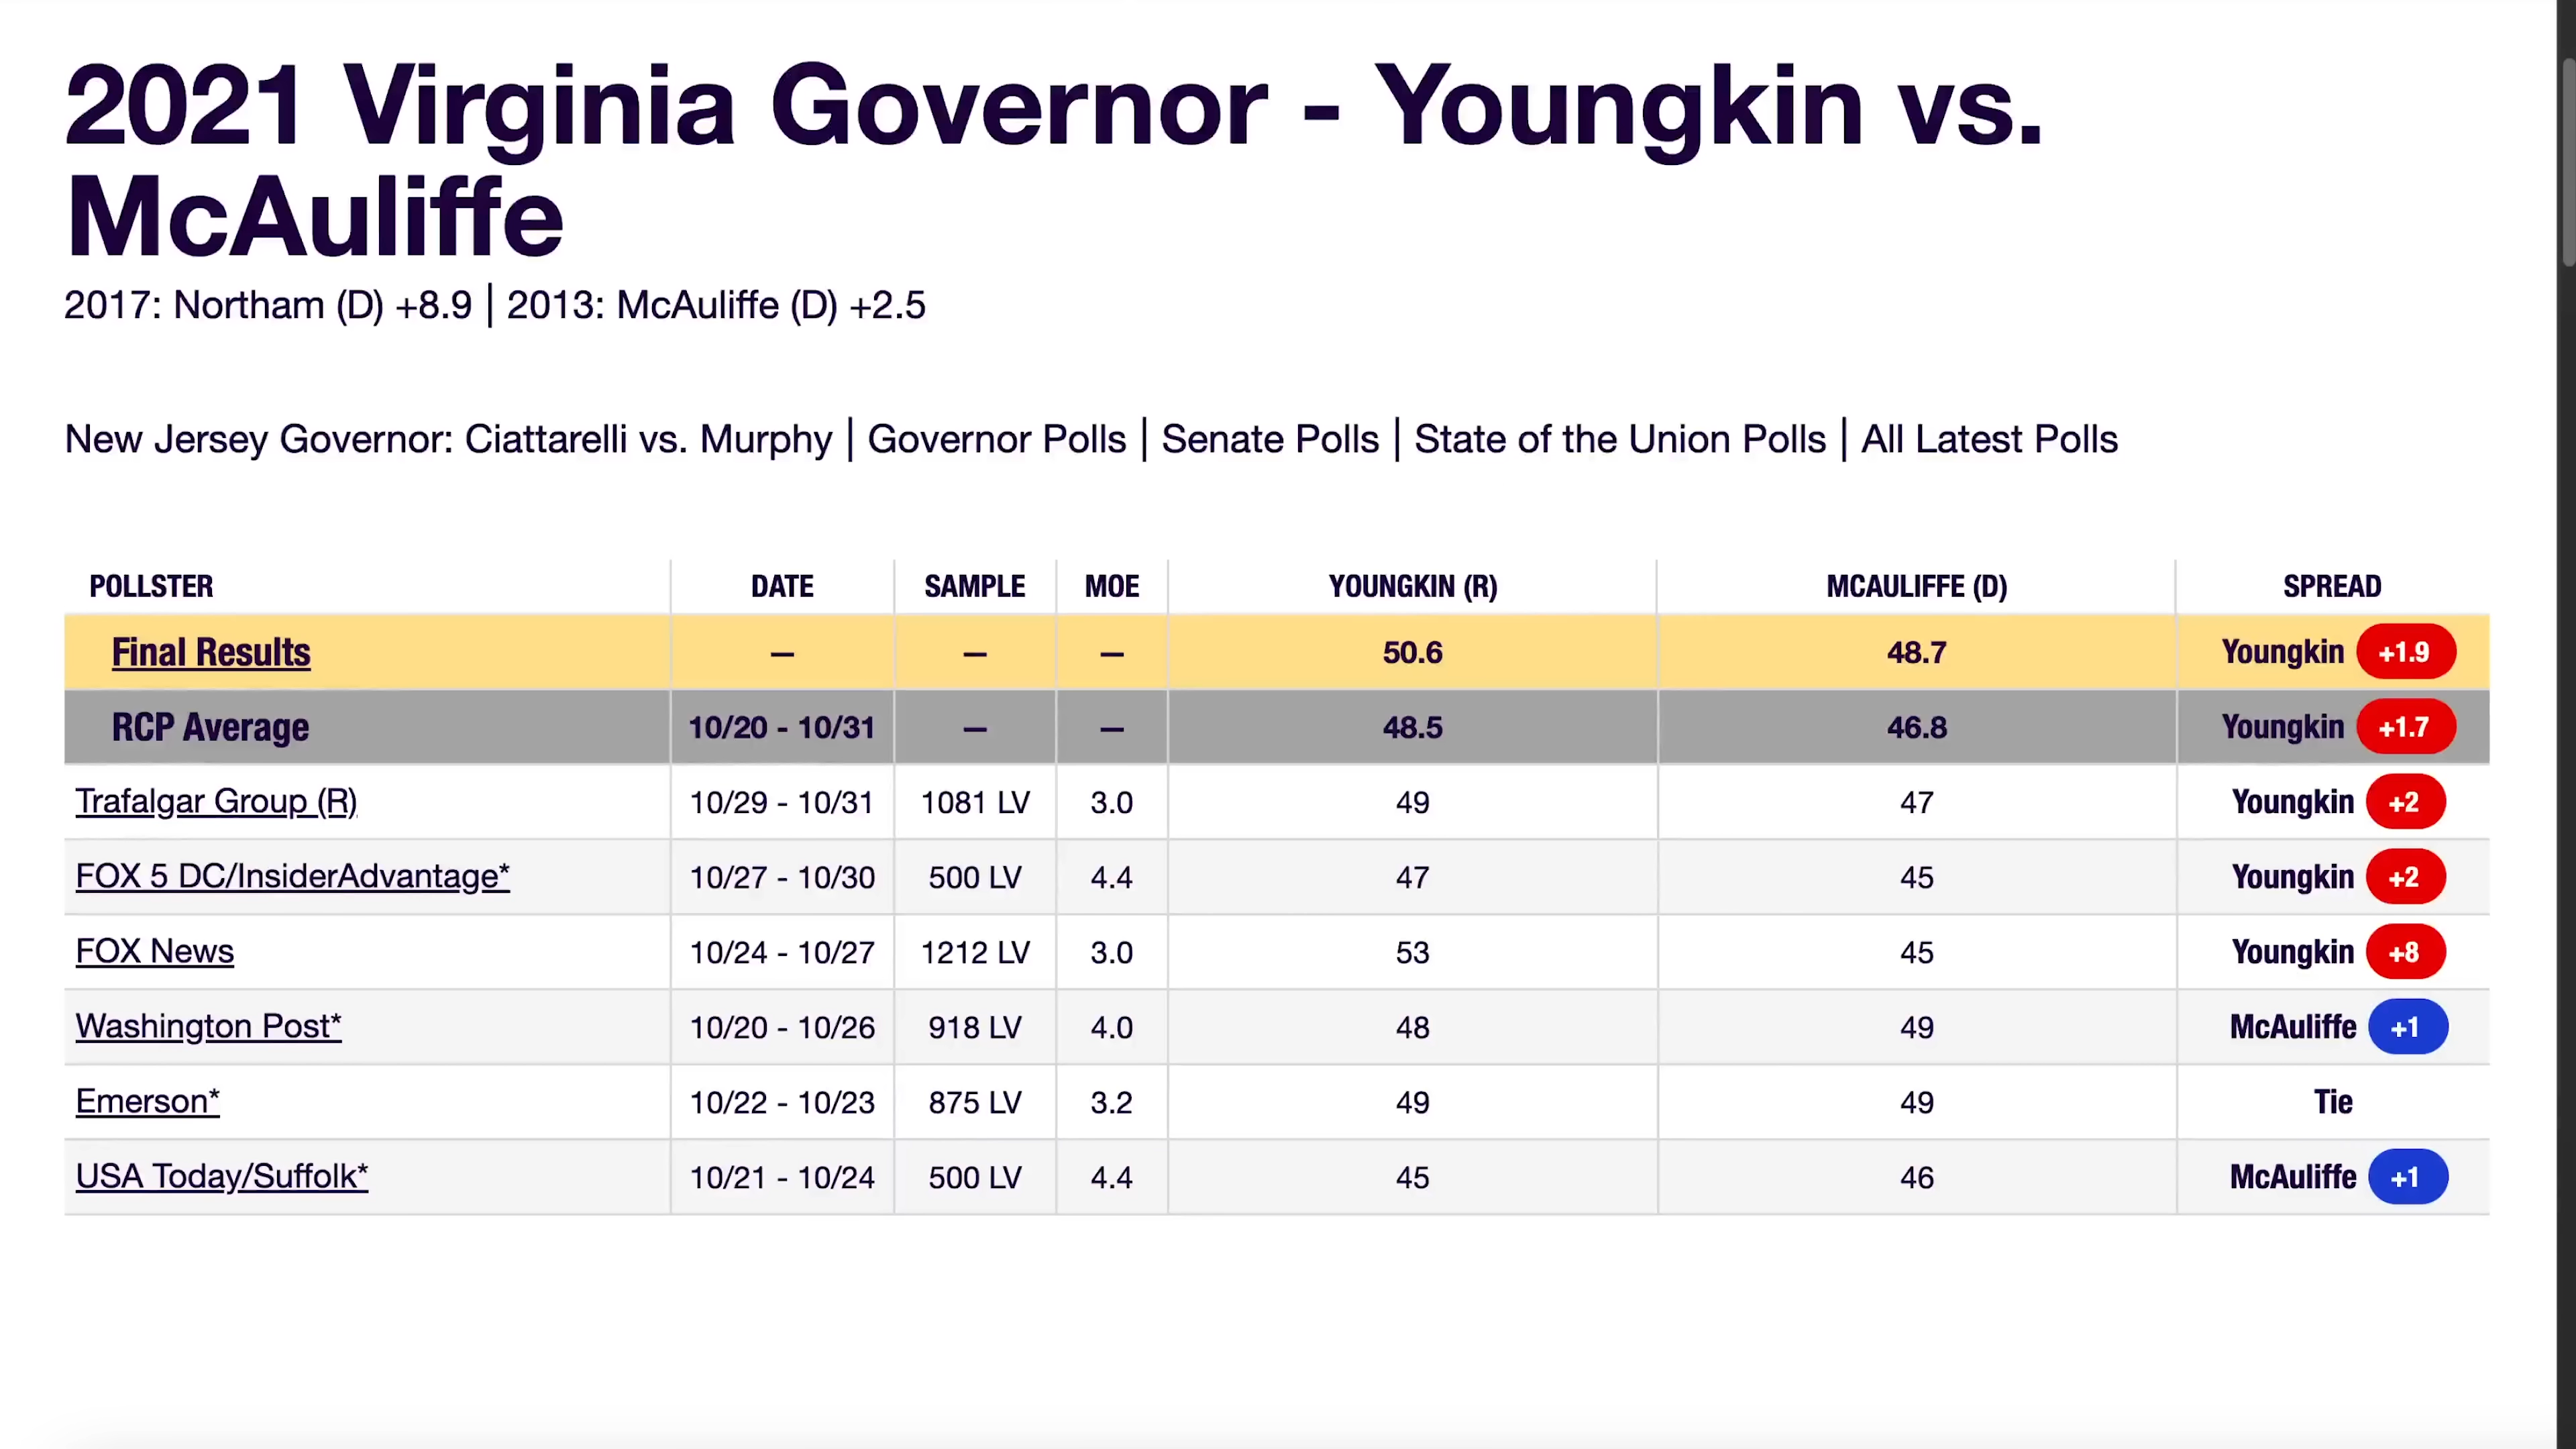 2021 Virginia Governor - Youngkin vs.
McAuliffe
2017: Northam (D) +8.9 | 2013: McAuliffe (D) +2.5
New Jersey Governor: Ciattarelli vs. Murphy | Governor Polls | Senate Polls | State of the Union Polls | All Latest Polls
POLLSTER DATE SAMPLE MOE YOUNGKIN (R) MCAULIFFE (D) SPREAD
Final Results – – – 50.6 48.7 Youngkin +1.9
RCP Average 10/20 - 10/31 – – 48.5 46.8 Youngkin +1.7
Trafalgar Group (R) 10/29 - 10/31 1081 LV 3.0 49 47 Youngkin +2
FOX 5 DC/InsiderAdvantage* 10/27 - 10/30 500 LV 4.4 47 45 Youngkin +2
FOX News 10/24 - 10/27 1212 LV 3.0 53 45 Youngkin +8
Washington Post* 10/20 - 10/26 918 LV 4.0 48 49 McAuliffe +1
Emerson* 10/22 - 10/23 875 LV 3.2 49 49 Tie
USA Today/Suffolk* 10/21 - 10/24 500 LV 4.4 45 46 McAuliffe +1